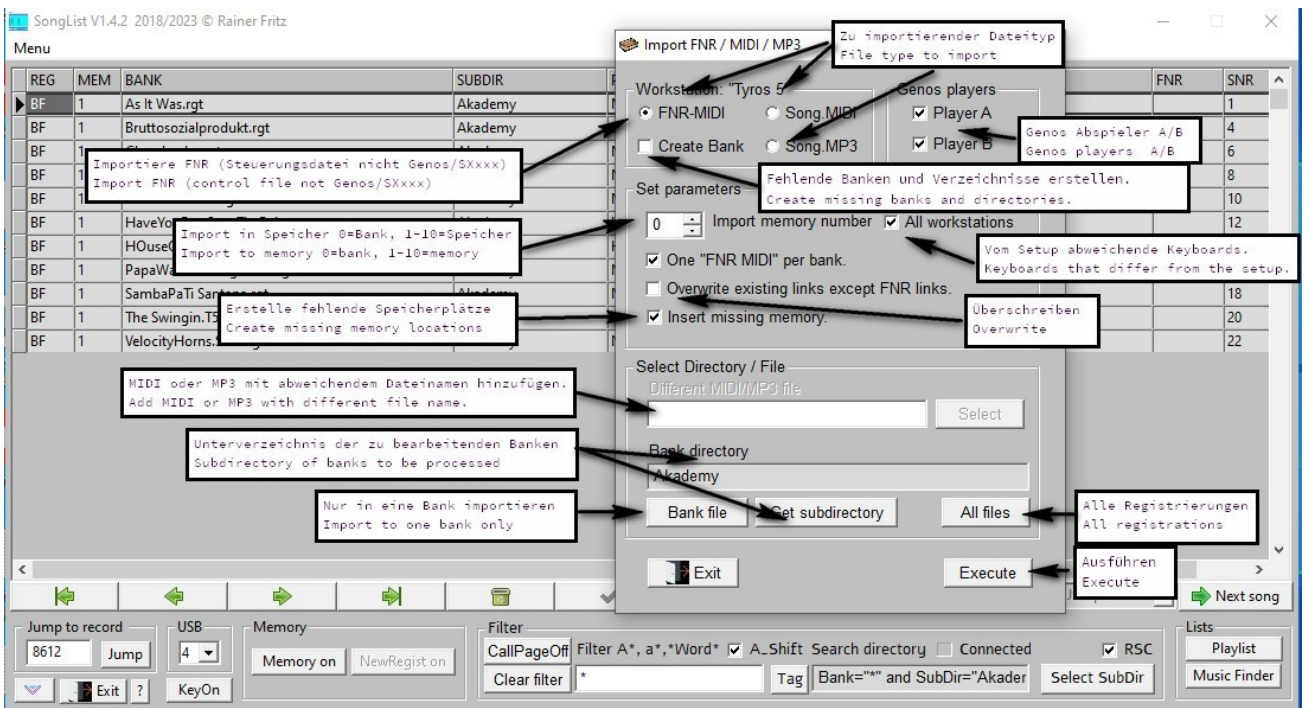 SongList V1.4.2 2018/2023 © Rainer Fritz
Menu
REG MEM BANK SUBDIR FNR SNR
BF 1 As It Was.rgt Akademy 1
BF 1 Bruttosozialprodukt.rgt Akademy 4
BF 6
BF 8
BF 10
BF 1 12
BF 1
BF 1
BF 1 SambaPaTi 18
BF 1 The Swingin.T5 20
BF 1 22
Importiere FNR (Steuerungsdatei nicht Genos/SXxxx)
Import FNR (control file not Genos/SXxxx)
Import in Speicher 0=Bank, 1-10=Speicher
Import to memory 0=bank, 1-10=memory
Erstelle fehlende Speicherplätze
Create missing memory locations
MIDI oder MP3 mit abweichendem Dateinamen hinzufügen.
Add MIDI or MP3 with different file name.
Unterverzeichnis der zu bearbeitenden Banken
Subdirectory of banks to be processed
Nur in eine Bank importieren
Import to one bank only
Import FNR / MIDI / MP3
Zu importierender Dateityp
File type to import
Workstation: "Tyros 5"
FNR-MIDI Song.MIDI
Create Bank Song.MP3
Genos players
Player A
Player B
Genos Abspieler A/B
Genos players A/B
Fehlende Banken und Verzeichnisse erstellen.
Create missing banks and directories.
Set parameters
0 Import memory number All workstations
Vom Setup abweichende Keyboards.
Keyboards that differ from the setup.
One "FNR MIDI" per bank.
Overwrite existing links except FNR links.
Insert missing memory.
Überschreiben
Overwrite
Select Directory / File
Different MIDI/MP3 file
Select
Bank directory
Akademy
Bank file Get subdirectory All files
Alle Registrierungen
All registrations
Exit Execute
Ausführen
Execute
Next song
Jump to record
8612 Jump
Exit ?
USB
4
KeyOn
Memory
Memory on NewRegist on
Filter
CallPageOff Filter A*, a*,*Word* A_Shift Search directory Connected RSC
Clear filter * Tag Bank="*" and SubDir="Akader Select SubDir
Lists
Playlist
Music Finder